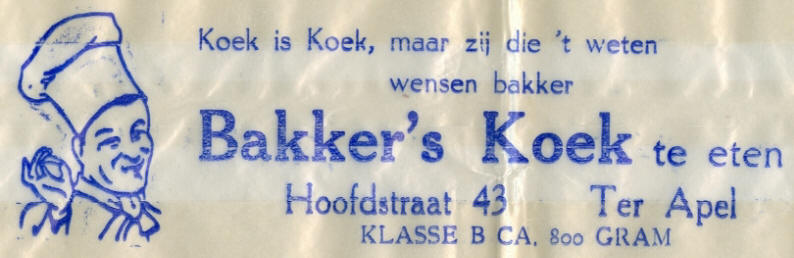 Koek is Koek, maar zij die 't weten
wensen bakker
Bakker's Koek te eten
Hoofdstraat 43 Ter Apel
KLASSE B CA. 800 GRAM